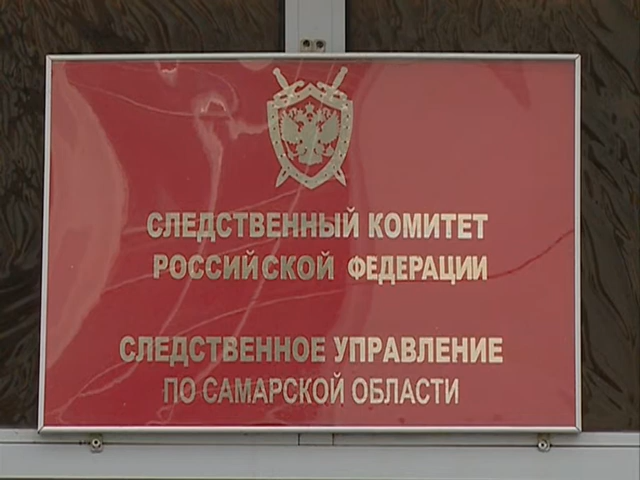 СЛЕДСТВЕННЫЙ КОМИТЕТ
РОССИЙСКОЙ ФЕДЕРАЦИИ
СЛЕДСТВЕННОЕ УПРАВЛЕНИЕ
ПО САМАРСКОЙ ОБЛАСТИ